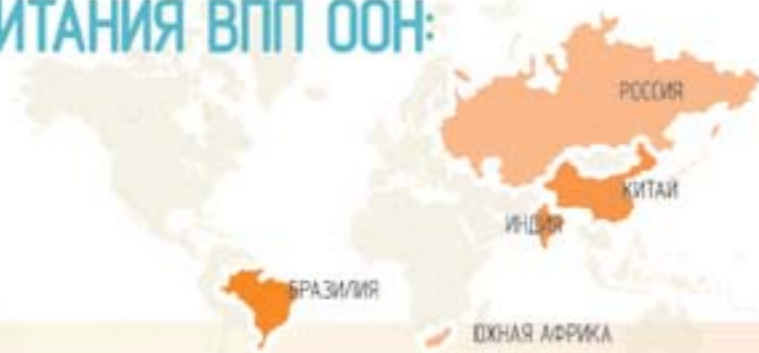 ИТАНИЯ ВПП ООН:
РОССИЯ
КИТАЙ
ИНДИЯ
БРАЗИЛИЯ
ЮЖНАЯ АФРИКА